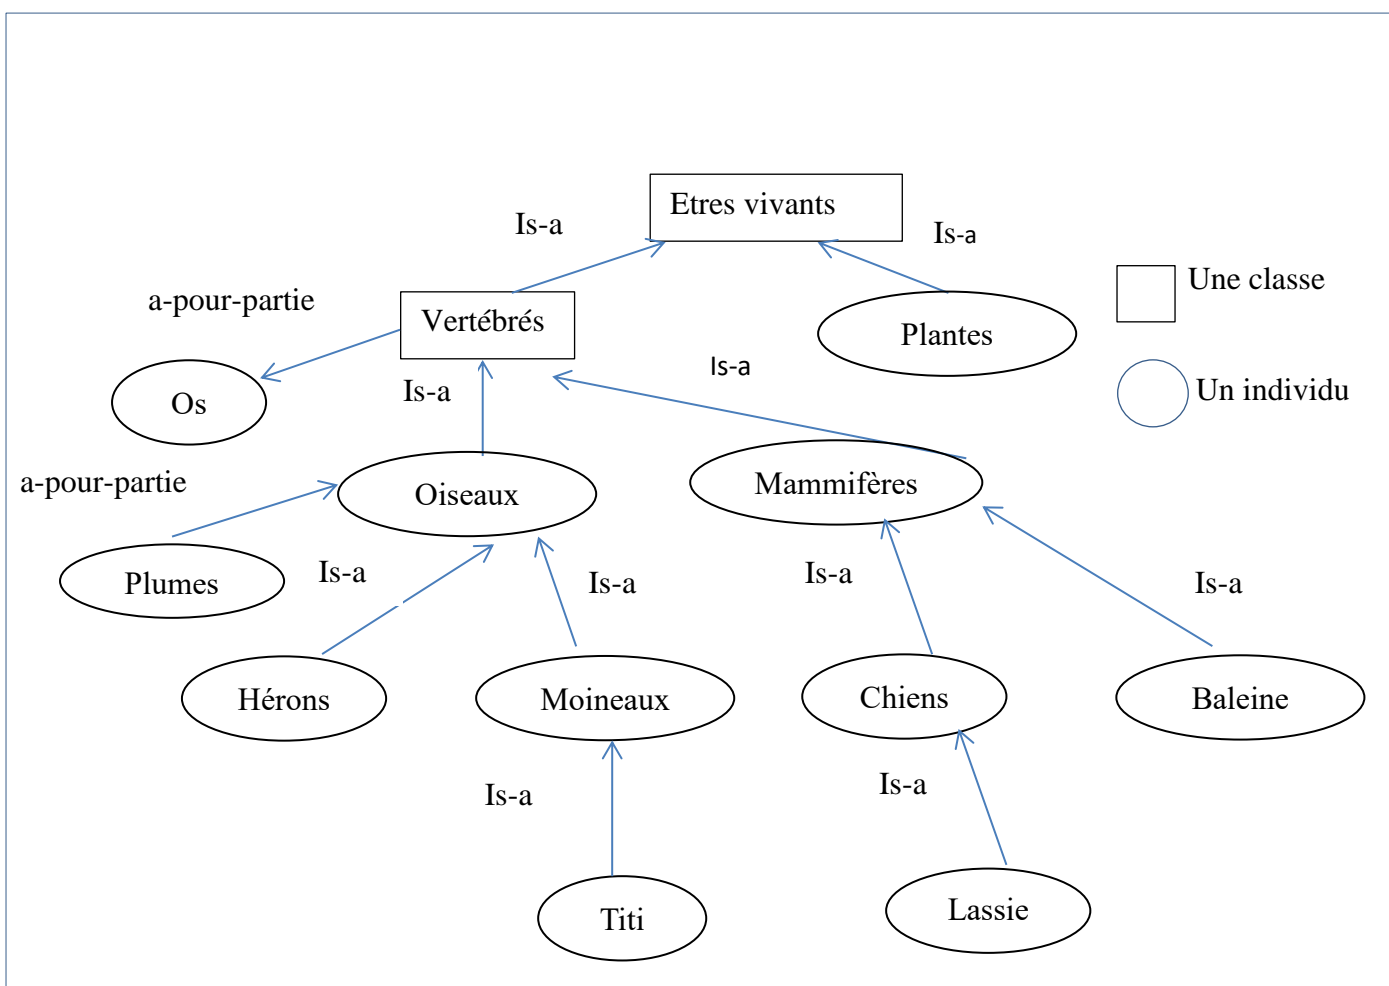 Etres vivants
Is-a
Is-a
Une classe
a-pour-partie
Vertébrés
Plantes
Is-a
Is-a
Un individu
Os
a-pour-partie
Oiseaux
Mammifères
Plumes
Is-a
Is-a
Is-a
Is-a
Hérons
Moineaux
Chiens
Baleine
Is-a
Is-a
Titi
Lassie